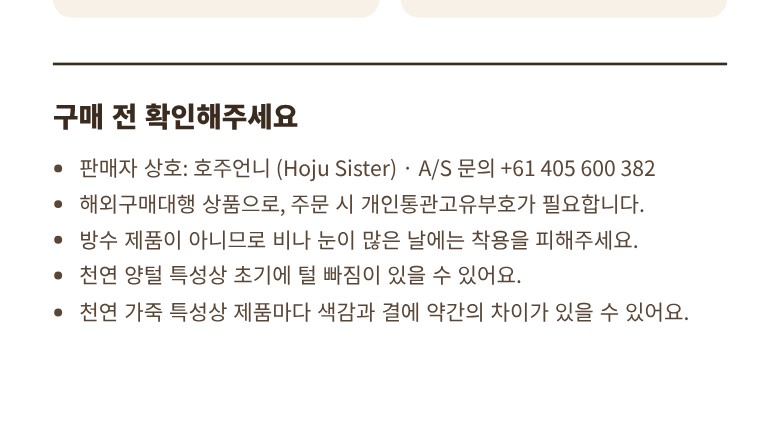 구매 전 확인해주세요
• 판매자 상호: 호주언니 (Hoju Sister) · A/S 문의 +61 405 600 382
• 해외구매대행 상품으로, 주문 시 개인통관고유부호가 필요합니다.
• 방수 제품이 아니므로 비나 눈이 많은 날에는 착용을 피해주세요.
• 천연 양털 특성상 초기에 털 빠짐이 있을 수 있어요.
• 천연 가죽 특성상 제품마다 색감과 결에 약간의 차이가 있을 수 있어요.